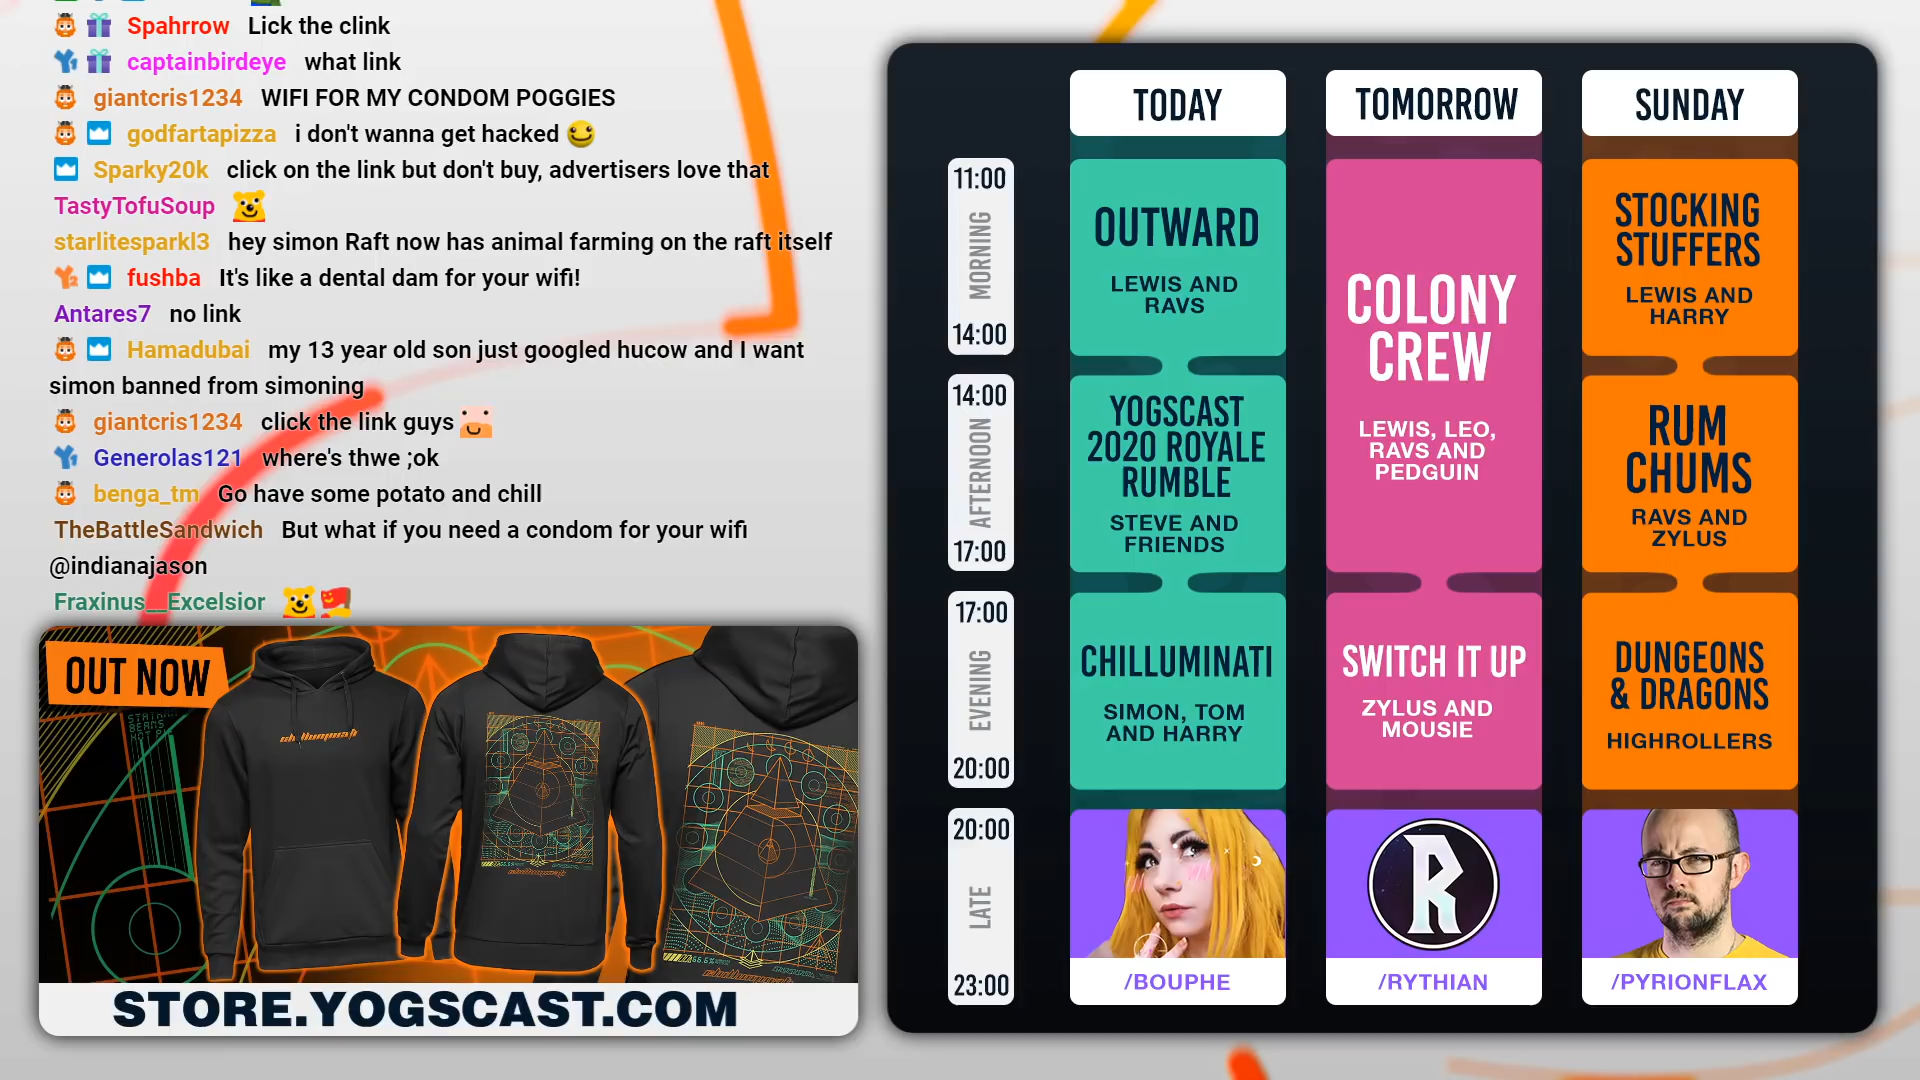 Spahrrow Lick the clink
captainbirdeye what link
giantcris1234 WIFI FOR MY CONDOM POGGIES
godfartapizza i don't wanna get hacked
Sparky20k click on the link but don't buy, advertisers love that
TastyTofuSoup
starlitesparkl3 hey simon Raft now has animal farming on the raft itself
fushba It's like a dental dam for your wifi!
Antares7 no link
Hamadubai my 13 year old son just googled hucow and I want
simon banned from simoning
giantcris1234 click the link guys
Generolas121 where's thwe ;ok
benga_tm Go have some potato and chill
TheBattleSandwich But what if you need a condom for your wifi
@indianajason
Fraxinus__Excelsior
OUT NOW
chilluminati
STORE.YOGSCAST.COM
TODAY
TOMORROW
SUNDAY
11:00
MORNING
14:00
OUTWARD
LEWIS AND
RAVS
COLONY
CREW
LEWIS, LEO,
RAVS AND
PEDGUIN
STOCKING
STUFFERS
LEWIS AND
HARRY
14:00
AFTERNOON
17:00
YOGSCAST
2020 ROYALE
RUMBLE
STEVE AND
FRIENDS
RUM
CHUMS
RAVS AND
ZYLUS
17:00
EVENING
20:00
CHILLUMINATI
SIMON, TOM
AND HARRY
SWITCH IT UP
ZYLUS AND
MOUSIE
DUNGEONS
& DRAGONS
HIGHROLLERS
20:00
LATE
23:00
/BOUPHE
R
/RYTHIAN
/PYRIONFLAX